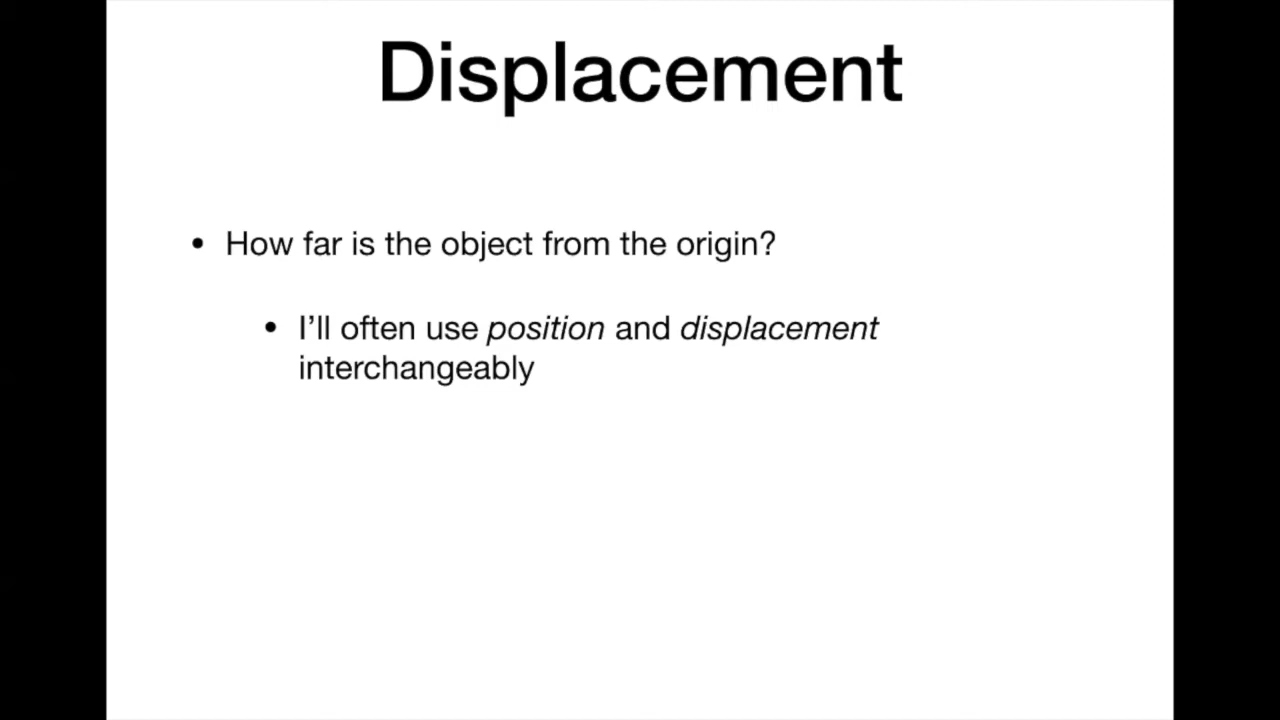 Displacement
• How far is the object from the origin?
• I’ll often use position and displacement
interchangeably